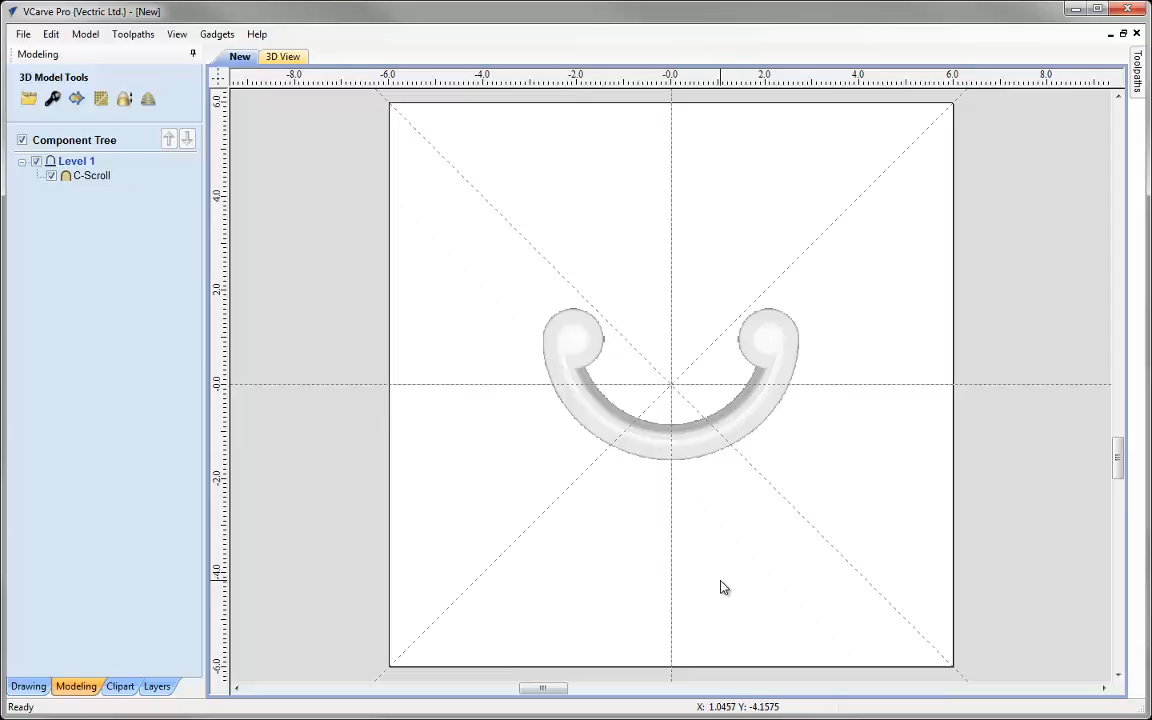 VCarve Pro {Vectric Ltd.} - [New]
File Edit Model Toolpaths View Gadgets Help
Modeling
New 3D View
Toolpaths
3D Model Tools
Component Tree
Level 1
C-Scroll
-8.0 -6.0 -4.0 -2.0 -0.0 2.0 4.0 6.0 8.0
6.0
4.0
2.0
-0.0
-2.0
-4.0
-6.0
Drawing Modeling Clipart Layers
Ready X: 1.0457 Y: -4.1575